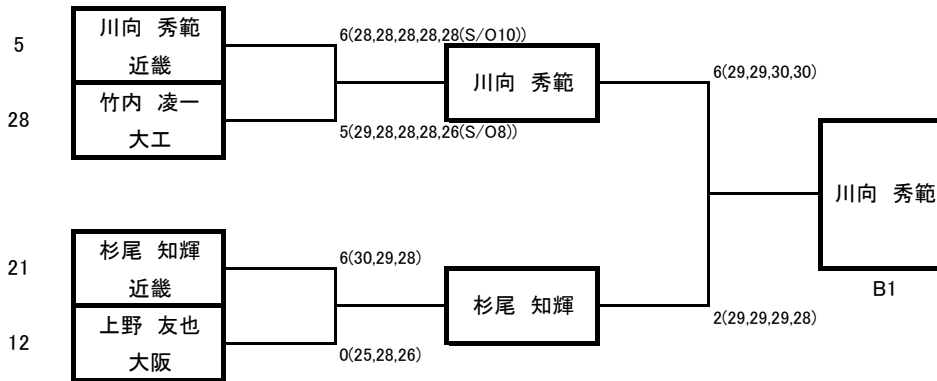 5
川向 秀範
近畿
28
竹内 凌一
大工
6(28,28,28,28,28(S/O10))
5(29,28,28,28,26(S/O8))
川向 秀範
6(29,29,30,30)
川向 秀範
B1
21
杉尾 知輝
近畿
12
上野 友也
大阪
6(30,29,28)
0(25,28,26)
杉尾 知輝
2(29,29,29,28)